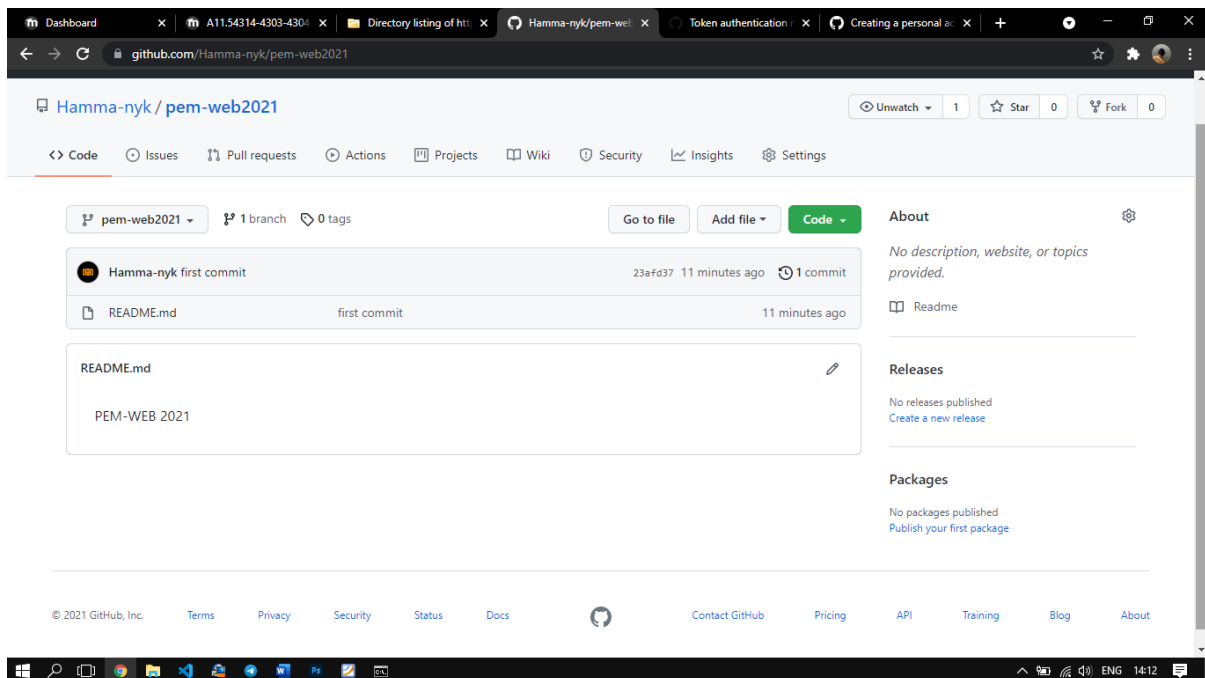 Dashboard A11.54314-4303-4304 Directory listing of htt Hamma-nyk/pem-web Token authentication r Creating a personal ac
github.com/Hamma-nyk/pem-web2021
Hamma-nyk / pem-web2021 Unwatch 1 Star 0 Fork 0
<> Code Issues Pull requests Actions Projects Wiki Security Insights Settings
pem-web2021 1 branch 0 tags Go to file Add file Code About
No description, website, or topics
provided.
Hamma-nyk first commit 23afd37 11 minutes ago 1 commit
README.md first commit 11 minutes ago
Readme
README.md
PEM-WEB 2021
Releases
No releases published
Create a new release
Packages
No packages published
Publish your first package
© 2021 GitHub, Inc. Terms Privacy Security Status Docs Contact GitHub Pricing API Training Blog About
W Ps ENG 14:12